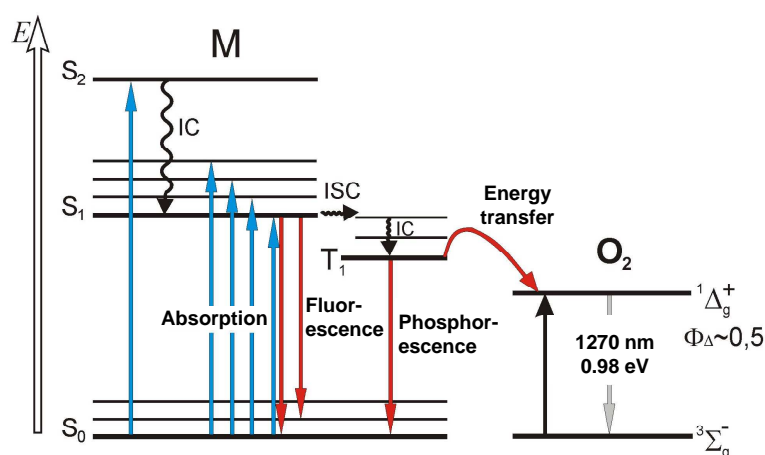 E
M
S₂
IC
S₁
ISC
IC
T₁
Energy
transfer
O₂
Absorption
Fluor-
escence
Phosphor-
escence
¹Δg⁺
1270 nm
0.98 eV
ΦΔ~0,5
S₀
³Σg⁻